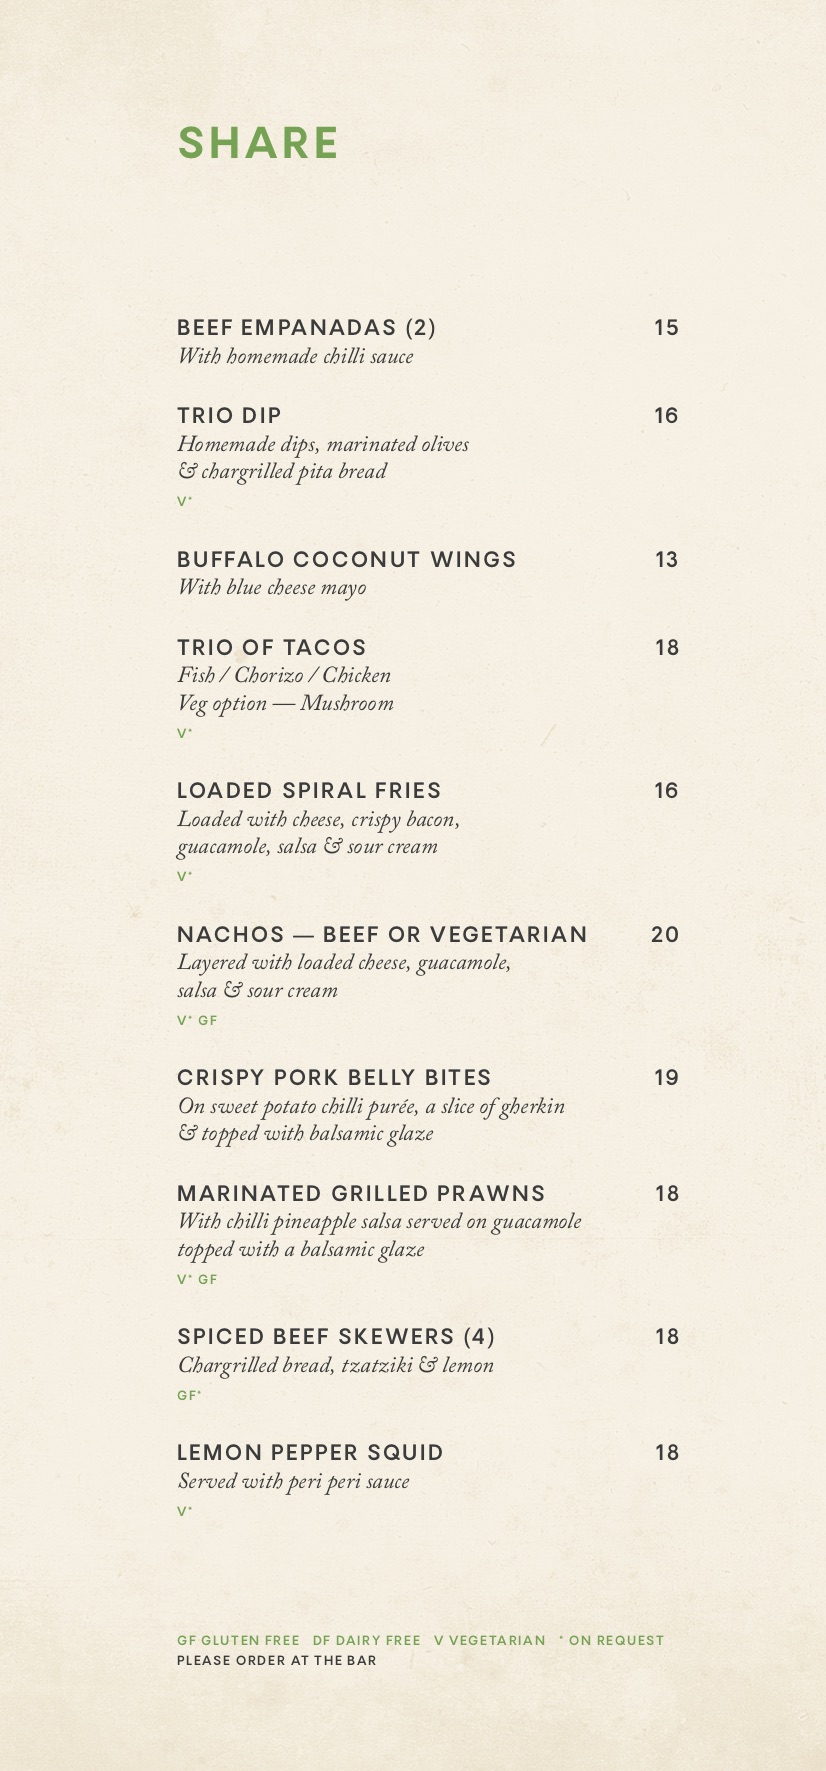 SHARE
BEEF EMPANADAS (2) 15
With homemade chilli sauce
TRIO DIP 16
Homemade dips, marinated olives
& chargrilled pita bread
V*
BUFFALO COCONUT WINGS 13
With blue cheese mayo
TRIO OF TACOS 18
Fish / Chorizo / Chicken
Veg option — Mushroom
V*
LOADED SPIRAL FRIES 16
Loaded with cheese, crispy bacon,
guacamole, salsa & sour cream
V*
NACHOS — BEEF OR VEGETARIAN 20
Layered with loaded cheese, guacamole,
salsa & sour cream
V* GF
CRISPY PORK BELLY BITES 19
On sweet potato chilli purée, a slice of gherkin
& topped with balsamic glaze
MARINATED GRILLED PRAWNS 18
With chilli pineapple salsa served on guacamole
topped with a balsamic glaze
V* GF
SPICED BEEF SKEWERS (4) 18
Chargrilled bread, tzatziki & lemon
GF*
LEMON PEPPER SQUID 18
Served with peri peri sauce
V*
GF GLUTEN FREE DF DAIRY FREE V VEGETARIAN * ON REQUEST
PLEASE ORDER AT THE BAR